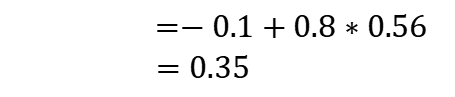 =− 0.1 + 0.8 ∗ 0.56
= 0.35